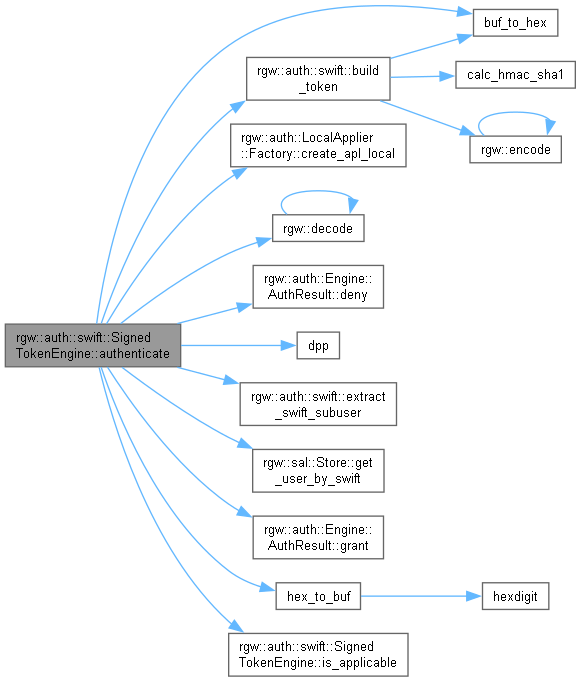 buf_to_hex
rgw::auth::swift::build
_token
calc_hmac_sha1
rgw::auth::LocalApplier
::Factory::create_apl_local
rgw::encode
rgw::decode
rgw::auth::Engine::
AuthResult::deny
rgw::auth::swift::Signed
TokenEngine::authenticate
dpp
rgw::auth::swift::extract
_swift_subuser
rgw::sal::Store::get
_user_by_swift
rgw::auth::Engine::
AuthResult::grant
hex_to_buf
hexdigit
rgw::auth::swift::Signed
TokenEngine::is_applicable